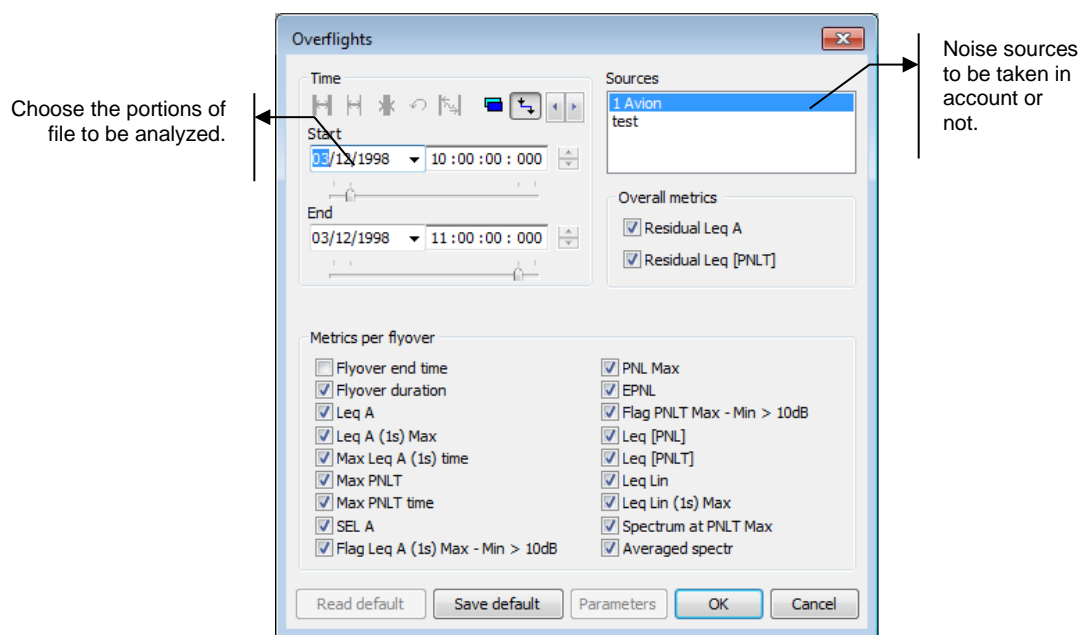 Overflights
Choose the portions of
file to be analyzed.
Time
Start
03/12/1998 10 :00 :00 : 000
End
03/12/1998 11 :00 :00 : 000
Sources
1 Avion
test
Noise sources
to be taken in
account or
not.
Overall metrics
Residual Leq A
Residual Leq [PNLT]
Metrics per flyover
Flyover end time
Flyover duration
Leq A
Leq A (1s) Max
Max Leq A (1s) time
Max PNLT
Max PNLT time
SEL A
Flag Leq A (1s) Max - Min > 10dB
PNL Max
EPNL
Flag PNLT Max - Min > 10dB
Leq [PNL]
Leq [PNLT]
Leq Lin
Leq Lin (1s) Max
Spectrum at PNLT Max
Averaged spectr
Read default Save default Parameters OK Cancel